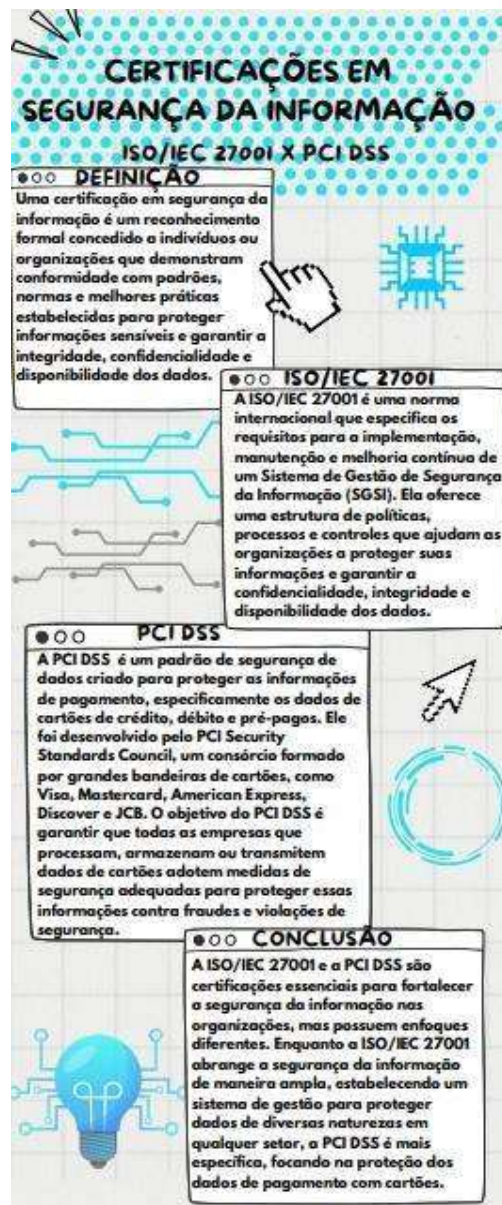 CERTIFICAÇÕES EM
SEGURANÇA DA INFORMAÇÃO
ISO/IEC 27001 X PCI DSS
DEFINIÇÃO
Uma certificação em segurança da
informação é um reconhecimento
formal concedido a indivíduos ou
organizações que demonstram
conformidade com padrões,
normas e melhores práticas
estabelecidas para proteger
informações sensíveis e garantir a
integridade, confidencialidade e
disponibilidade dos dados.
ISO/IEC 27001
A ISO/IEC 27001 é uma norma
internacional que especifica os
requisitos para a implementação,
manutenção e melhoria contínua de
um Sistema de Gestão de Segurança
da Informação (SGSI). Ela oferece
uma estrutura de políticas,
processos e controles que ajudam as
organizações a proteger suas
informações e garantir a
confidencialidade, integridade e
disponibilidade dos dados.
PCI DSS
A PCI DSS é um padrão de segurança de
dados criado para proteger as informações
de pagamento, especificamente os dados de
cartões de crédito, débito e pré-pagos. Ele
foi desenvolvido pelo PCI Security
Standards Council, um consórcio formado
por grandes bandeiras de cartões, como
Visa, Mastercard, American Express,
Discover e JCB. O objetivo do PCI DSS é
garantir que todas as empresas que
processam, armazenam ou transmitem
dados de cartões adotem medidas de
segurança adequadas para proteger essas
informações contra fraudes e violações de
segurança.
CONCLUSÃO
A ISO/IEC 27001 e a PCI DSS são
certificações essenciais para fortalecer
a segurança da informação nas
organizações, mas possuem enfoques
diferentes. Enquanto a ISO/IEC 27001
abrange a segurança da informação
de maneira ampla, estabelecendo um
sistema de gestão para proteger
dados de diversas naturezas em
qualquer setor, a PCI DSS é mais
específica, focando na proteção dos
dados de pagamento com cartões.